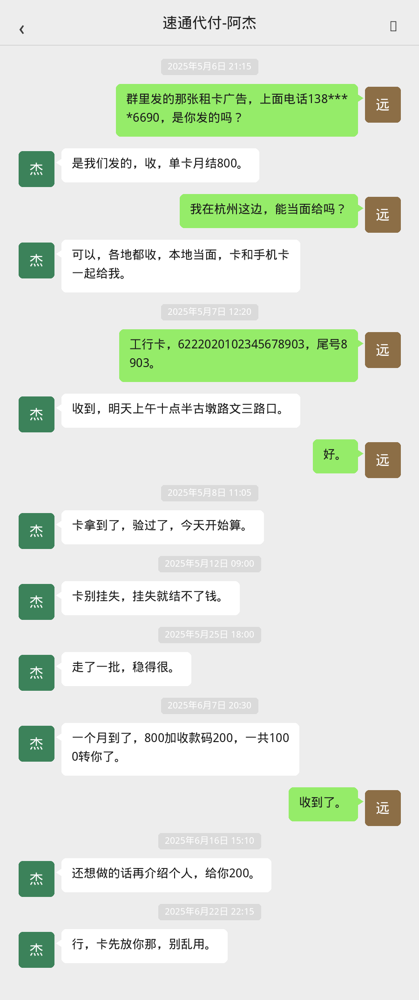 ‹
速通代付-阿杰
2025年5月6日 21:15
群里发的那张租卡广告，上面电话138***
*6690，是你发的吗？
远
杰
是我们发的，收，单卡月结800。
我在杭州这边，能当面给吗？
远
杰
可以，各地都收，本地当面，卡和手机卡
一起给我。
2025年5月7日 12:20
工行卡，6222020102345678903，尾号8
903。
远
杰
收到，明天上午十点半古墩路文三路口。
好。
远
2025年5月8日 11:05
杰
卡拿到了，验过了，今天开始算。
2025年5月12日 09:00
杰
卡别挂失，挂失就结不了钱。
2025年5月25日 18:00
杰
走了一批，稳得很。
2025年6月7日 20:30
杰
一个月到了，800加收款码200，一共100
0转你了。
收到了。
远
2025年6月16日 15:10
杰
还想做的话再介绍个人，给你200。
2025年6月22日 22:15
杰
行，卡先放你那，别乱用。